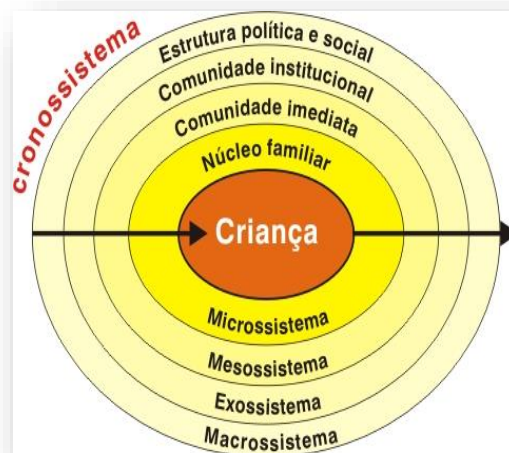 cronossistema
Estrutura política e social
Comunidade institucional
Comunidade imediata
Núcleo familiar
Criança
Microssistema
Mesossistema
Exossistema
Macrossistema